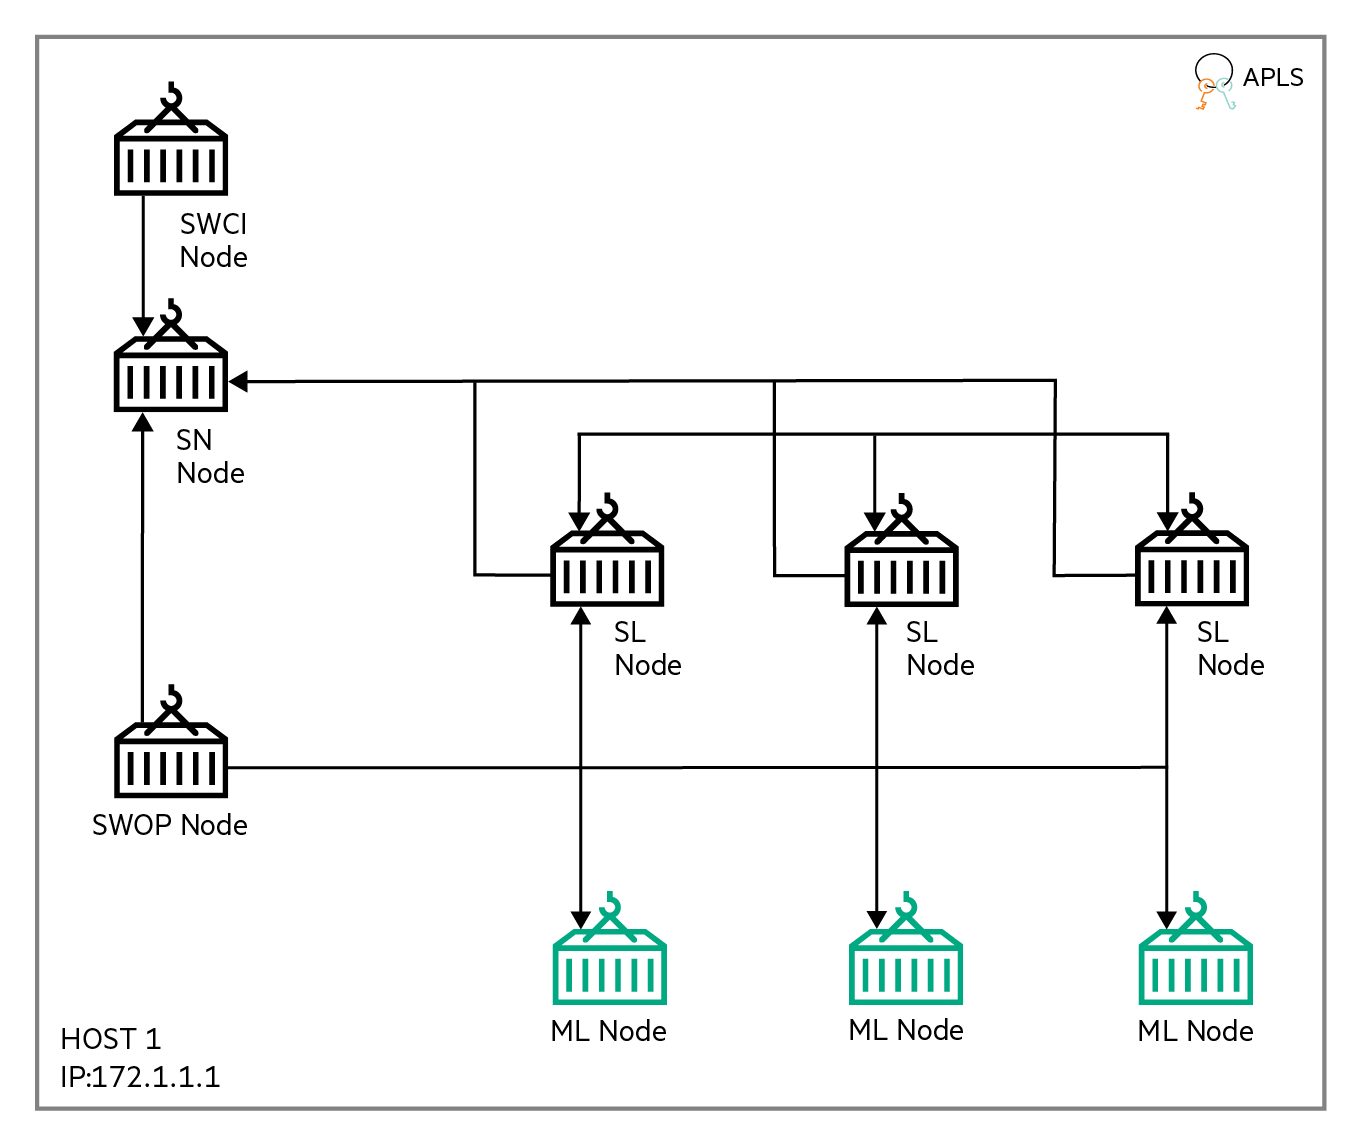 APLS
SWCI
Node
SN
Node
SL
Node
SL
Node
SL
Node
SWOP Node
ML Node
ML Node
ML Node
HOST 1
IP:172.1.1.1